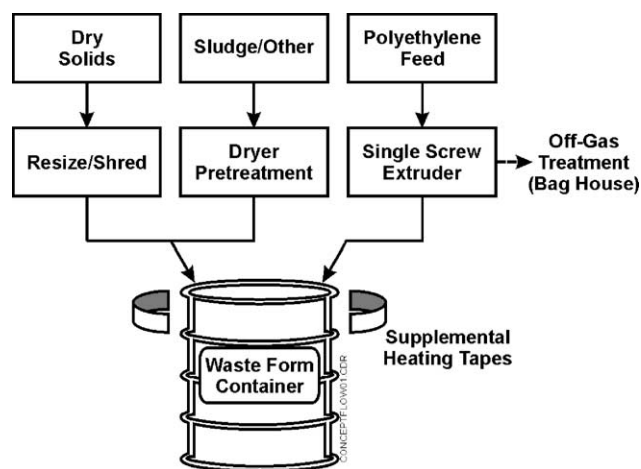 Dry
Solids
Sludge/Other
Polyethylene
Feed
Resize/Shred
Dryer
Pretreatment
Single Screw
Extruder
Off-Gas
Treatment
(Bag House)
Supplemental
Heating Tapes
Waste Form
Container
CONCEPTFLOW01.CDR